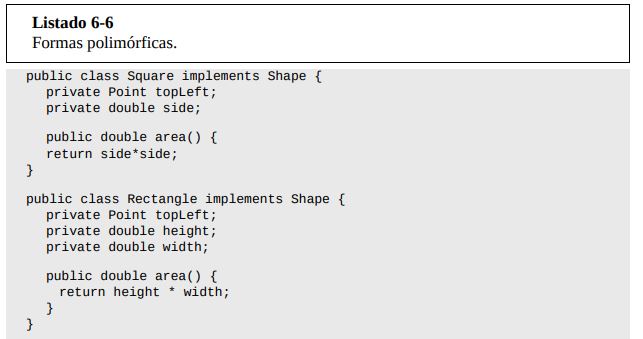 Listado 6-6
Formas polimórficas.
public class Square implements Shape {
private Point topLeft;
private double side;
public double area() {
return side*side;
}
public class Rectangle implements Shape {
private Point topLeft;
private double height;
private double width;
public double area() {
return height * width;
}
}